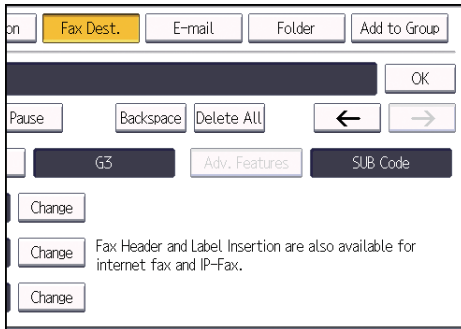 on Fax Dest. E-mail Folder Add to Group
OK
Pause Backspace Delete All ← →
G3 Adv. Features SUB Code
Change
Change Fax Header and Label Insertion are also available for
internet fax and IP-Fax.
Change